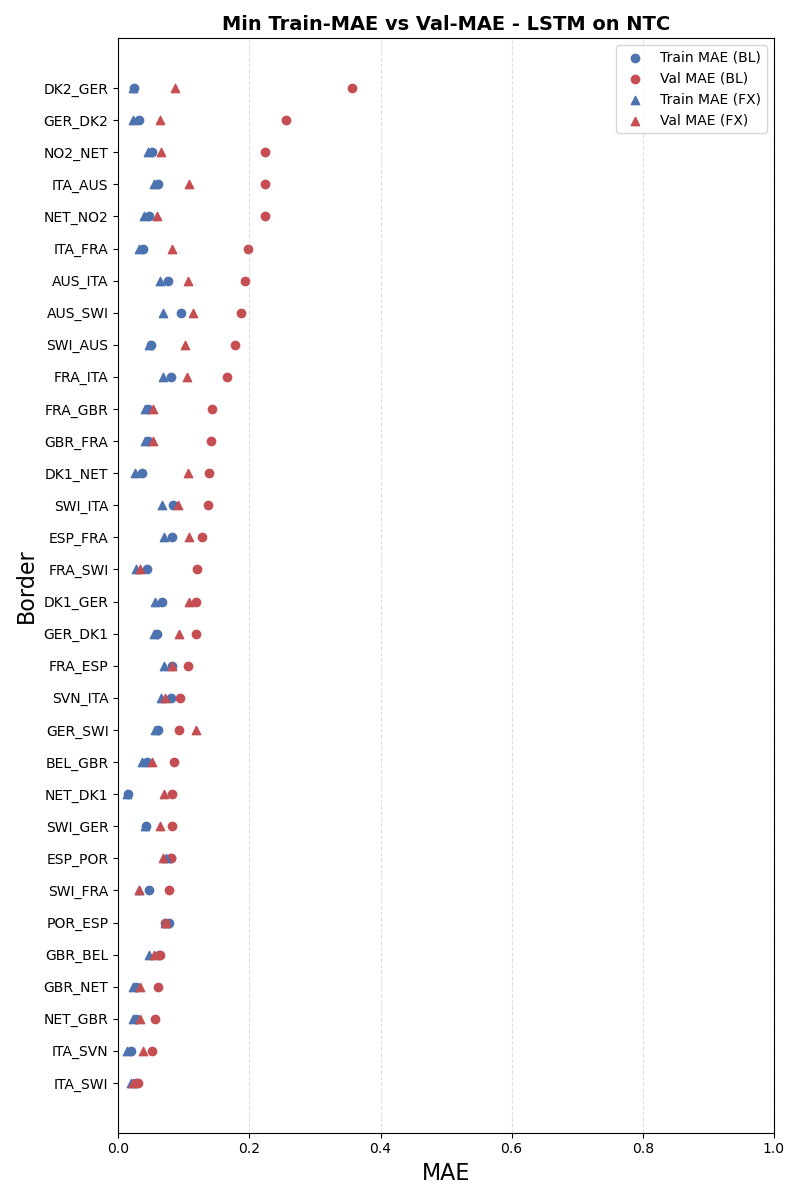 Min Train-MAE vs Val-MAE - LSTM on NTC
Train MAE (BL)
Val MAE (BL)
Train MAE (FX)
Val MAE (FX)
Border
DK2_GER
GER_DK2
NO2_NET
ITA_AUS
NET_NO2
ITA_FRA
AUS_ITA
AUS_SWI
SWI_AUS
FRA_ITA
FRA_GBR
GBR_FRA
DK1_NET
SWI_ITA
ESP_FRA
FRA_SWI
DK1_GER
GER_DK1
FRA_ESP
SVN_ITA
GER_SWI
BEL_GBR
NET_DK1
SWI_GER
ESP_POR
SWI_FRA
POR_ESP
GBR_BEL
GBR_NET
NET_GBR
ITA_SVN
ITA_SWI
0.0 0.2 0.4 0.6 0.8 1.0
MAE